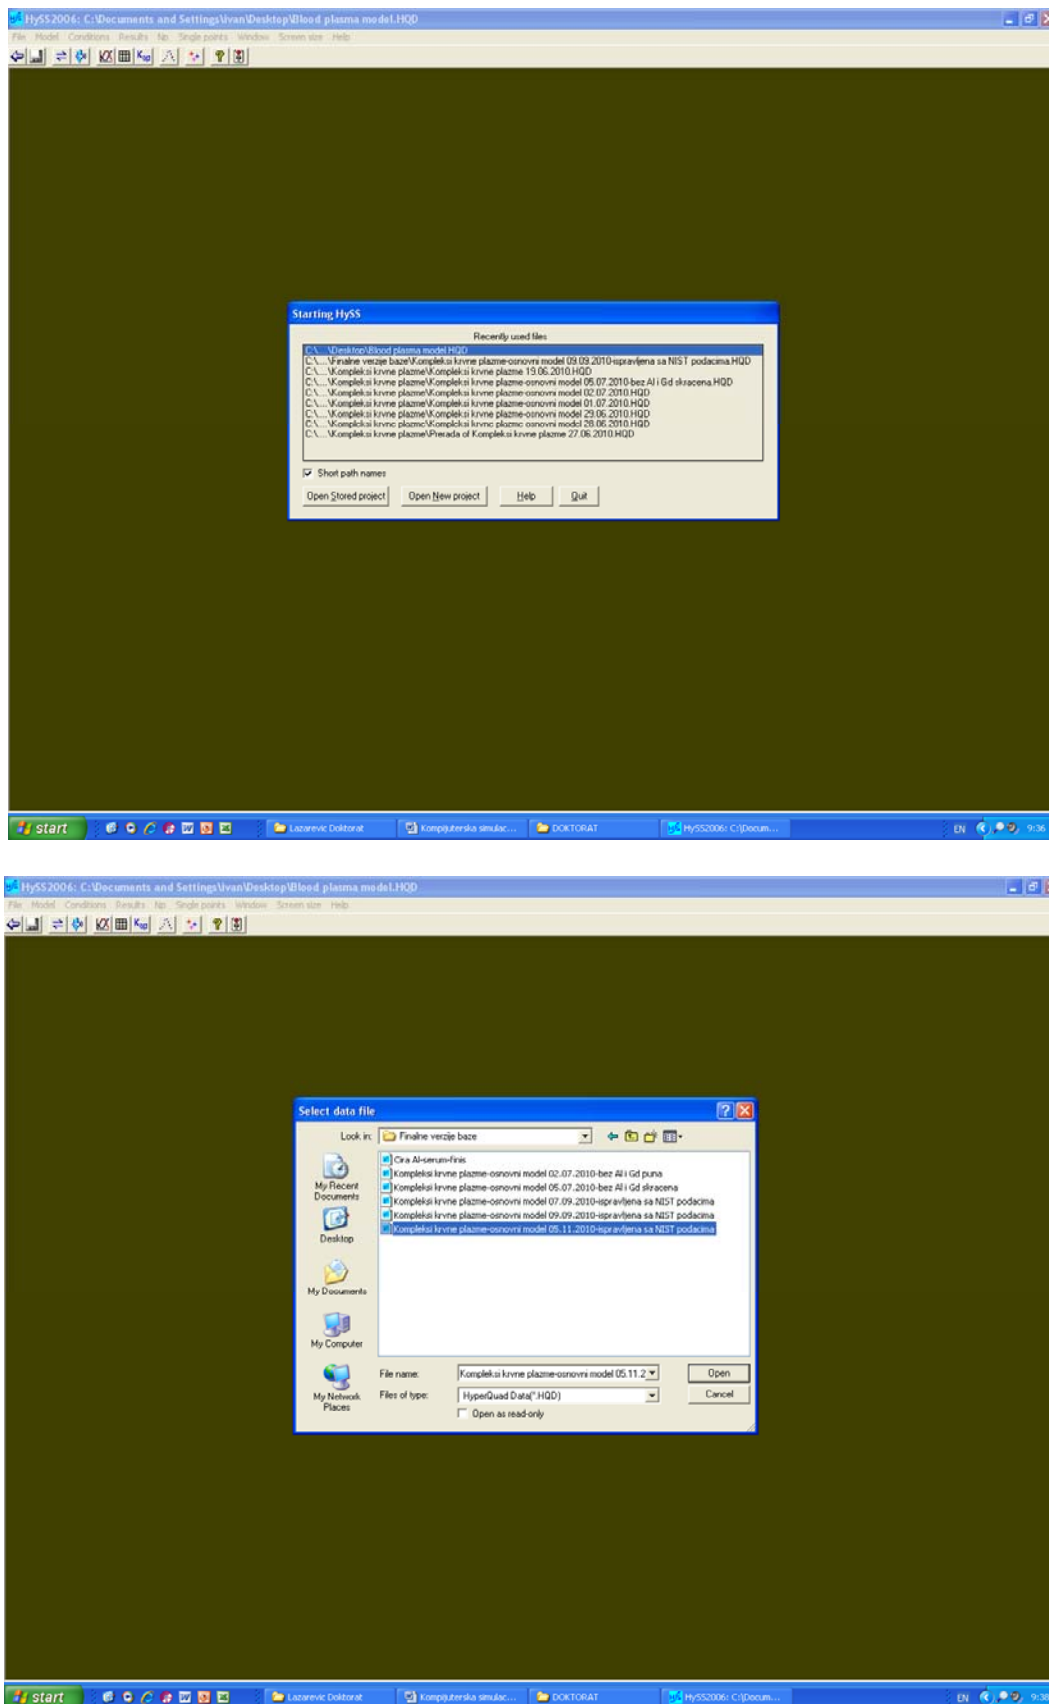 HySS2006: C:\Documents and Settings\ivan\Desktop\Blood plasma model.HQD
File Model Conditions Results Np Single points Window Screen size Help
Starting HySS
Recently used files
C:\....\Desktop\Blood plasma model.HQD
C:\....\Finalne verzije baze\Kompleksi krvne plazme-osnovni model 09.09.2010-ispravljena sa NIST podacima.HQD
C:\....\Kompleksi krvne plazme\Kompleksi krvne plazme 19.06.2010.HQD
C:\....\Kompleksi krvne plazme\Kompleksi krvne plazme-osnovni model 05.07.2010-bez Al i Gd skracena.HQD
C:\....\Kompleksi krvne plazme\Kompleksi krvne plazme-osnovni model 02.07.2010.HQD
C:\....\Kompleksi krvne plazme\Kompleksi krvne plazme-osnovni model 01.07.2010.HQD
C:\....\Kompleksi krvne plazme\Kompleksi krvne plazme-osnovni model 29.06.2010.HQD
C:\....\Kompleksi krvne plazme\Kompleksi krvne plazme-osnovni model 28.06.2010.HQD
C:\....\Kompleksi krvne plazme\Prerada of Kompleksi krvne plazme 27.06.2010.HQD
Short path names
Open Stored project Open New project Help Quit
start Lazarevic Doktorat Kompijuterska simulac... DOKTORAT HySS2006: C:\Docum... EN 9:36
HySS2006: C:\Documents and Settings\ivan\Desktop\Blood plasma model.HQD
File Model Conditions Results Np Single points Window Screen size Help
Select data file
Look in: Finalne verzije baze
My Recent Documents
Desktop
My Documents
My Computer
My Network Places
Cira Al-serum-finis
Kompleksi krvne plazme-osnovni model 02.07.2010-bez Al i Gd puna
Kompleksi krvne plazme-osnovni model 05.07.2010-bez Al i Gd skracena
Kompleksi krvne plazme-osnovni model 07.09.2010-ispravljena sa NIST podacima
Kompleksi krvne plazme-osnovni model 09.09.2010-ispravljena sa NIST podacima
Kompleksi krvne plazme-osnovni model 05.11.2010-ispravljena sa NIST podacima
File name: Kompleksi krvne plazme-osnovni model 05.11.2 Open
Files of type: HyperQuad Data(*.HQD) Cancel
Open as read-only
start Lazarevic Doktorat Kompijuterska simulac... DOKTORAT HySS2006: C:\Docum... EN